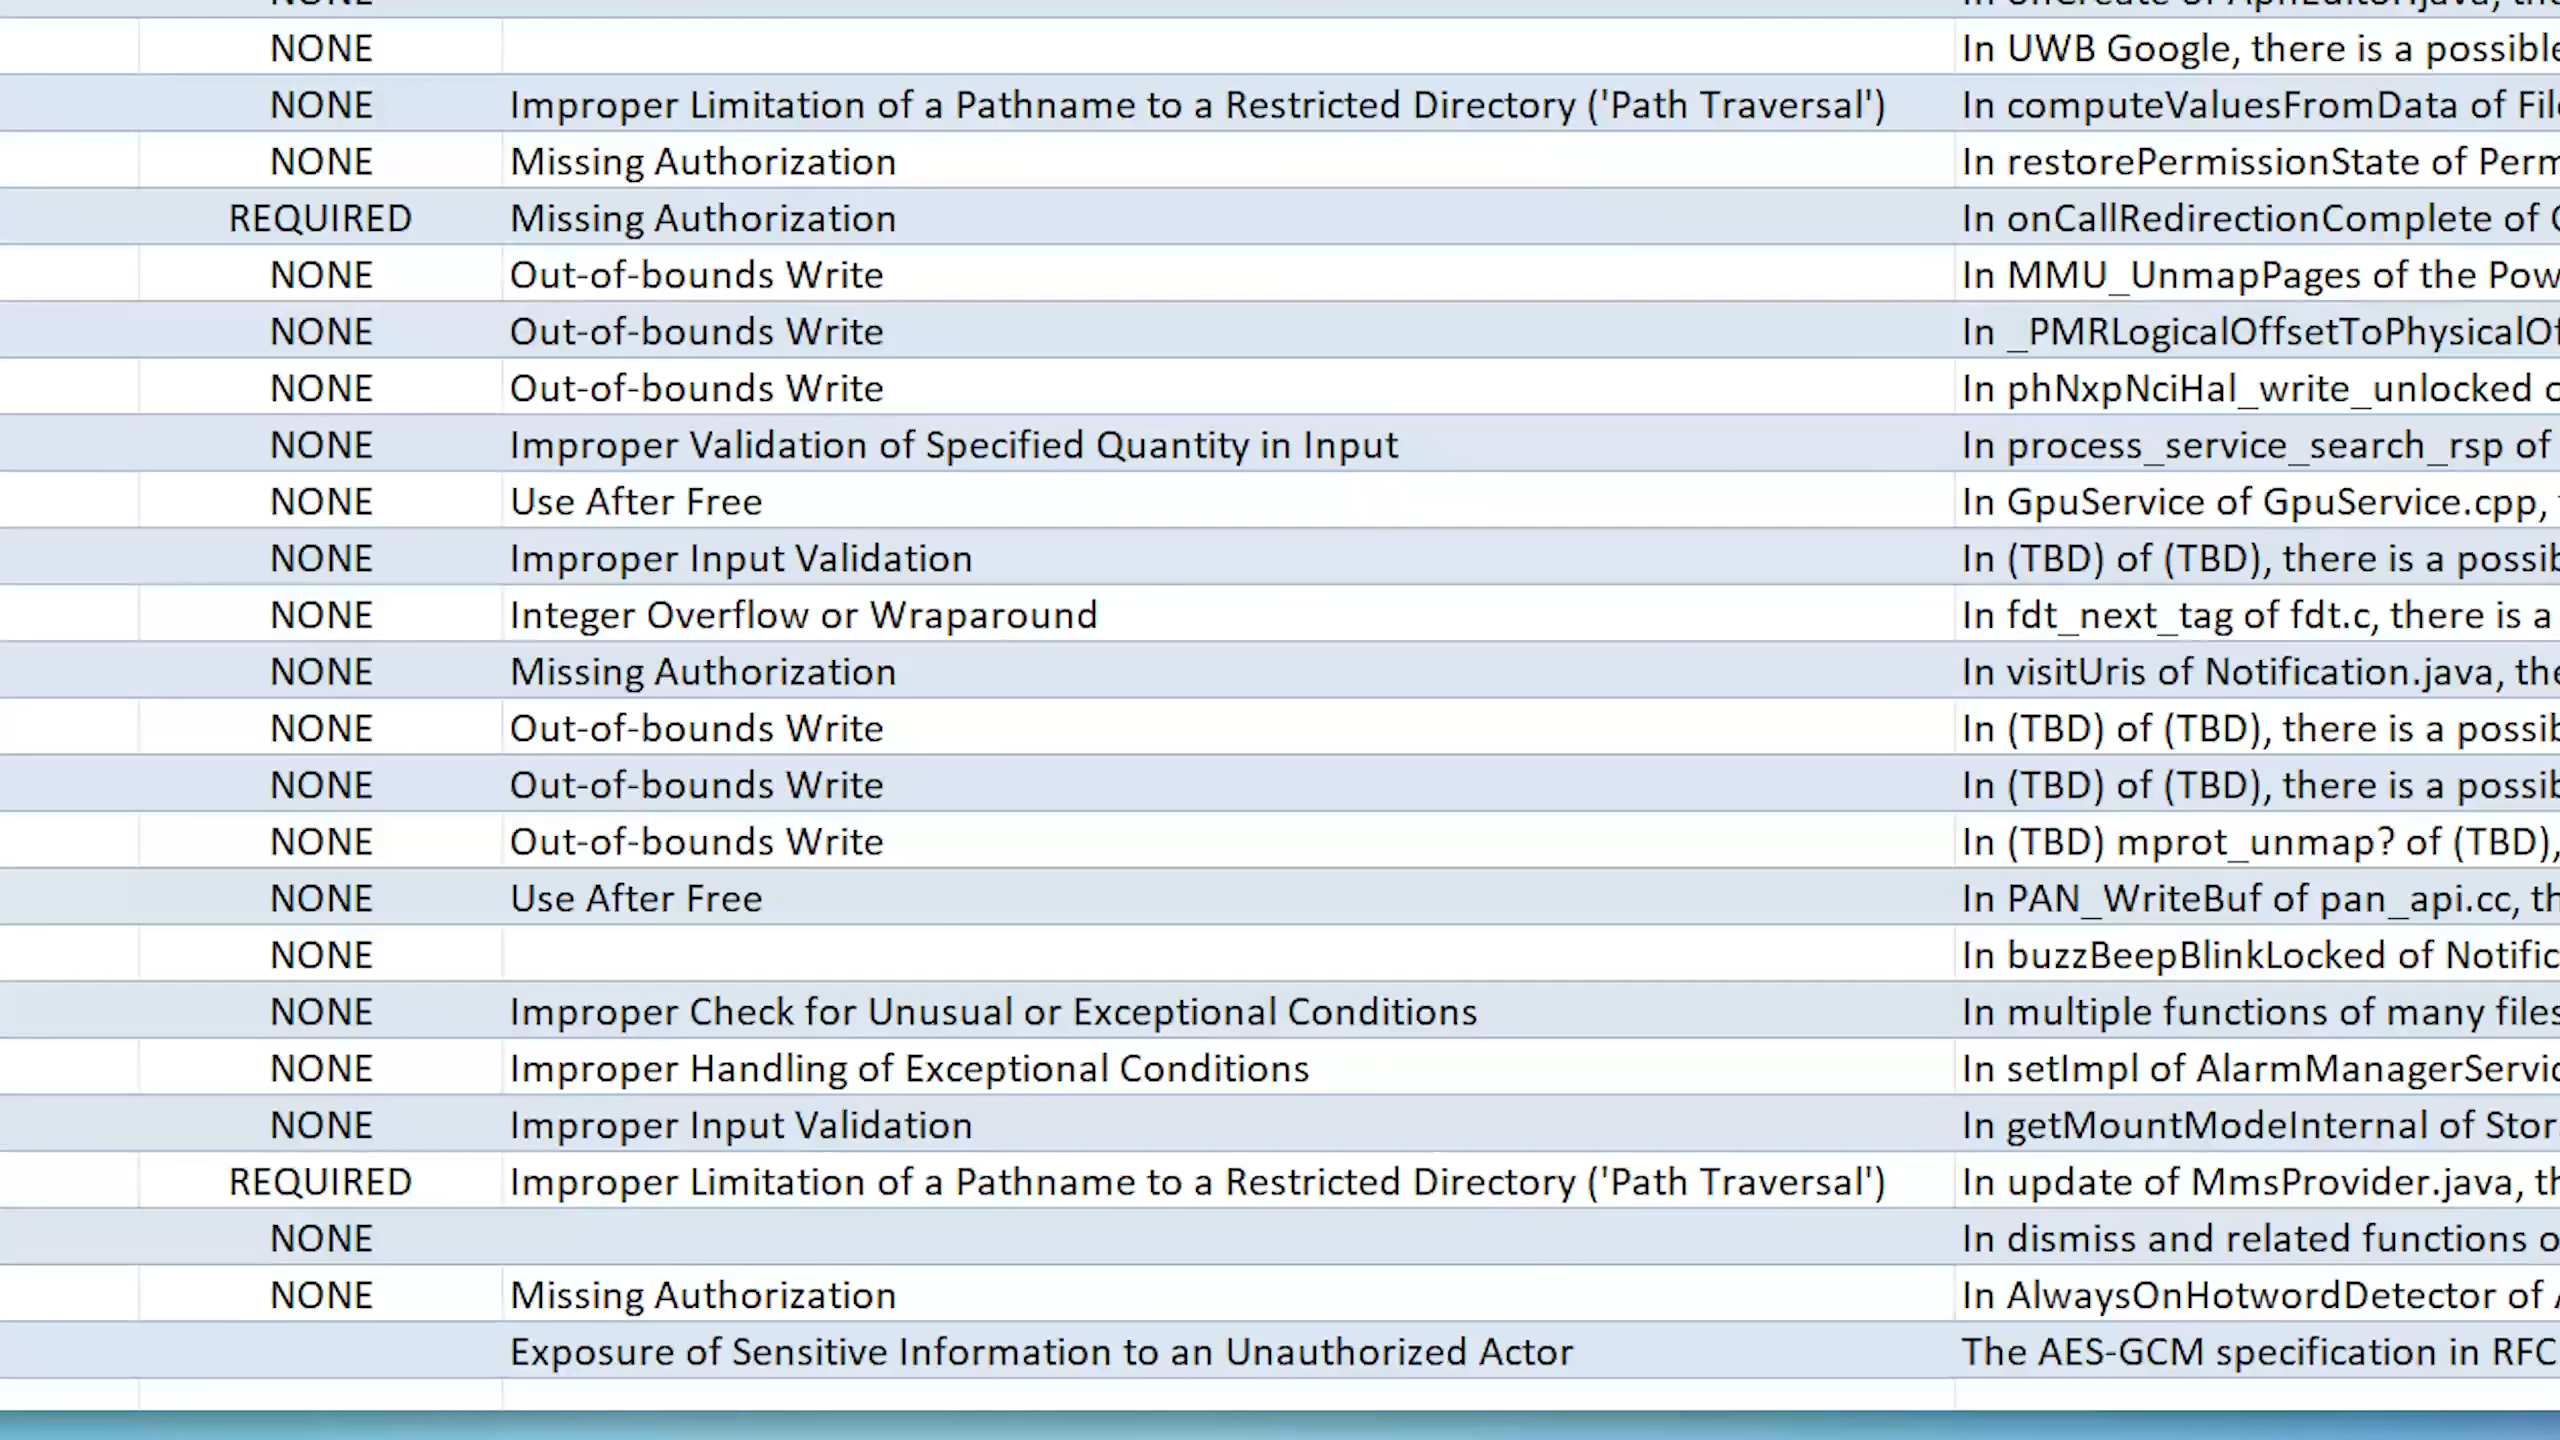 NONE In onCreate of ApnEditor.java, the
NONE In UWB Google, there is a possible
NONE Improper Limitation of a Pathname to a Restricted Directory ('Path Traversal') In computeValuesFromData of
NONE Missing Authorization In restorePermissionState of
REQUIRED Missing Authorization In onCallRedirectionComplete of
NONE Out-of-bounds Write In MMU_UnmapPages of the
NONE Out-of-bounds Write In
NONE Out-of-bounds Write In phNxpNciHal_write_unlocked
NONE Improper Validation of Specified Quantity in Input In process_service_search_rsp of
NONE Use After Free In GpuService of GpuService.cpp,
NONE Improper Input Validation In (TBD) of (TBD), there is a
NONE Integer Overflow or Wraparound In fdt_next_tag of fdt.c, there is a
NONE Missing Authorization In visitUris of Notification.java,
NONE Out-of-bounds Write In (TBD) of (TBD), there is a
NONE Out-of-bounds Write In (TBD) of (TBD), there is a
NONE Out-of-bounds Write In (TBD) mprot_unmap? of (TBD),
NONE Use After Free In PAN_WriteBuf of pan_api.cc,
NONE In buzzBeepBlinkLocked of
NONE Improper Check for Unusual or Exceptional Conditions In multiple functions of many files
NONE Improper Handling of Exceptional Conditions In setImpl of
NONE Improper Input Validation In getMountModeInternal of
REQUIRED Improper Limitation of a Pathname to a Restricted Directory ('Path Traversal') In update of MmsProvider.java,
NONE In dismiss and related functions
NONE Missing Authorization In AlwaysOnHotwordDetector of
Exposure of Sensitive Information to an Unauthorized Actor The AES-GCM specification in RFC